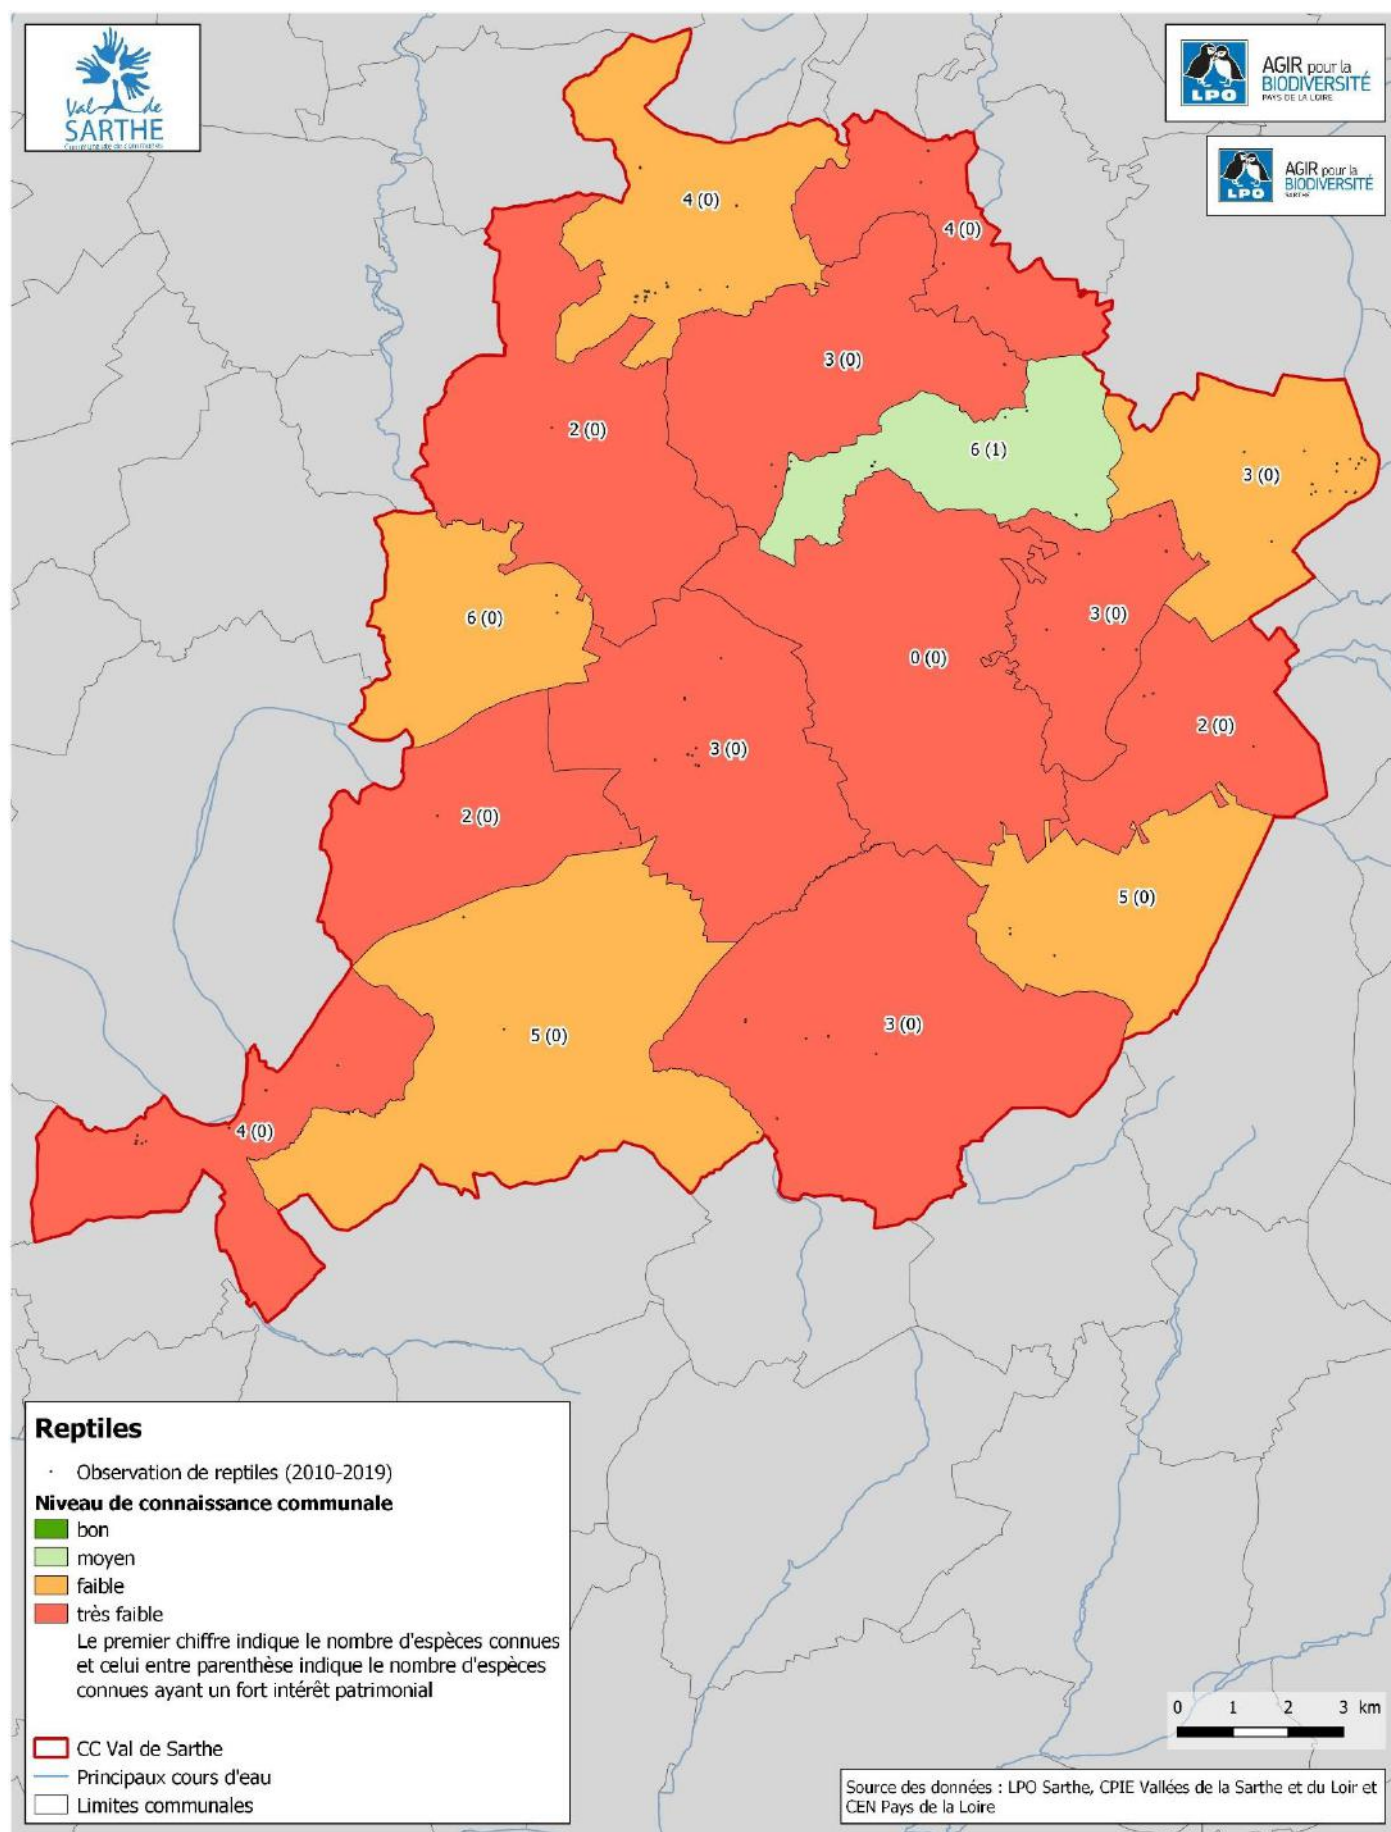 Val de
SARTHE
Communauté de communes
LPO
AGIR pour la
BIODIVERSITÉ
PAYS DE LA LOIRE
LPO
AGIR pour la
BIODIVERSITÉ
SARTHE
4 (0)
4 (0)
3 (0)
2 (0)
6 (1)
3 (0)
6 (0)
3 (0)
0 (0)
2 (0)
3 (0)
2 (0)
5 (0)
5 (0)
3 (0)
4 (0)
Reptiles
Observation de reptiles (2010-2019)
Niveau de connaissance communale
bon
moyen
faible
très faible
Le premier chiffre indique le nombre d'espèces connues
et celui entre parenthèse indique le nombre d'espèces
connues ayant un fort intérêt patrimonial
CC Val de Sarthe
Principaux cours d'eau
Limites communales
0 1 2 3 km
Source des données : LPO Sarthe, CPIE Vallées de la Sarthe et du Loir et
CEN Pays de la Loire